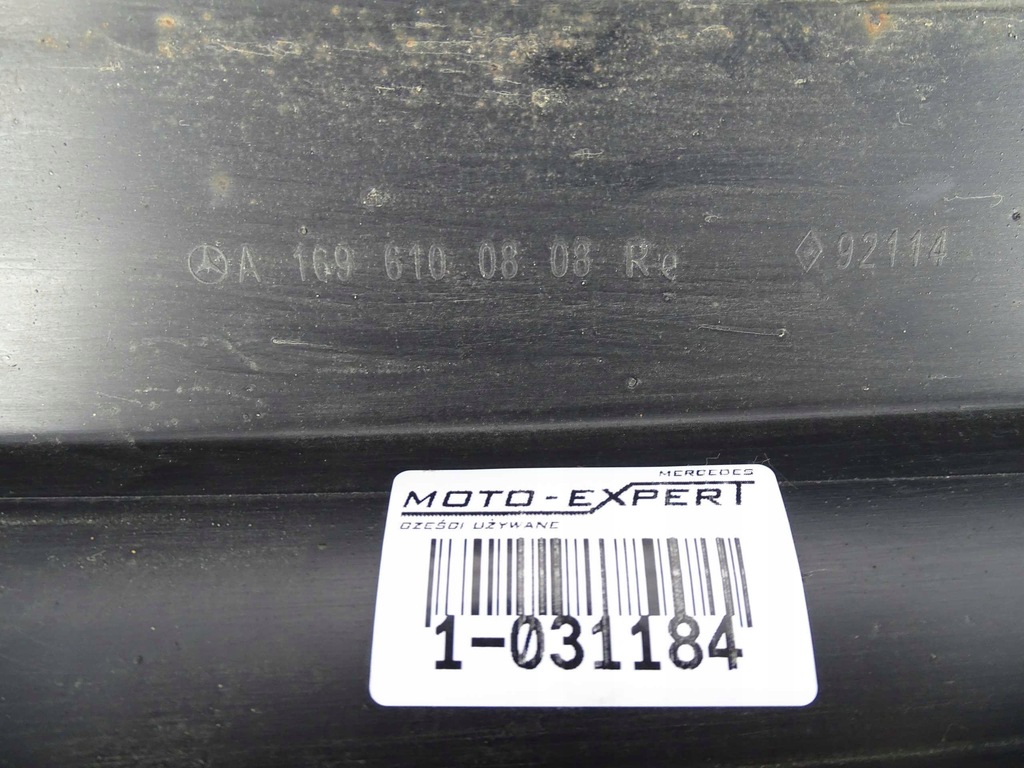 A 169 610 08 08 Re
92114
MERCEDES
MOTO-EXPERT
CZĘŚCI UŻYWANE
1-031184